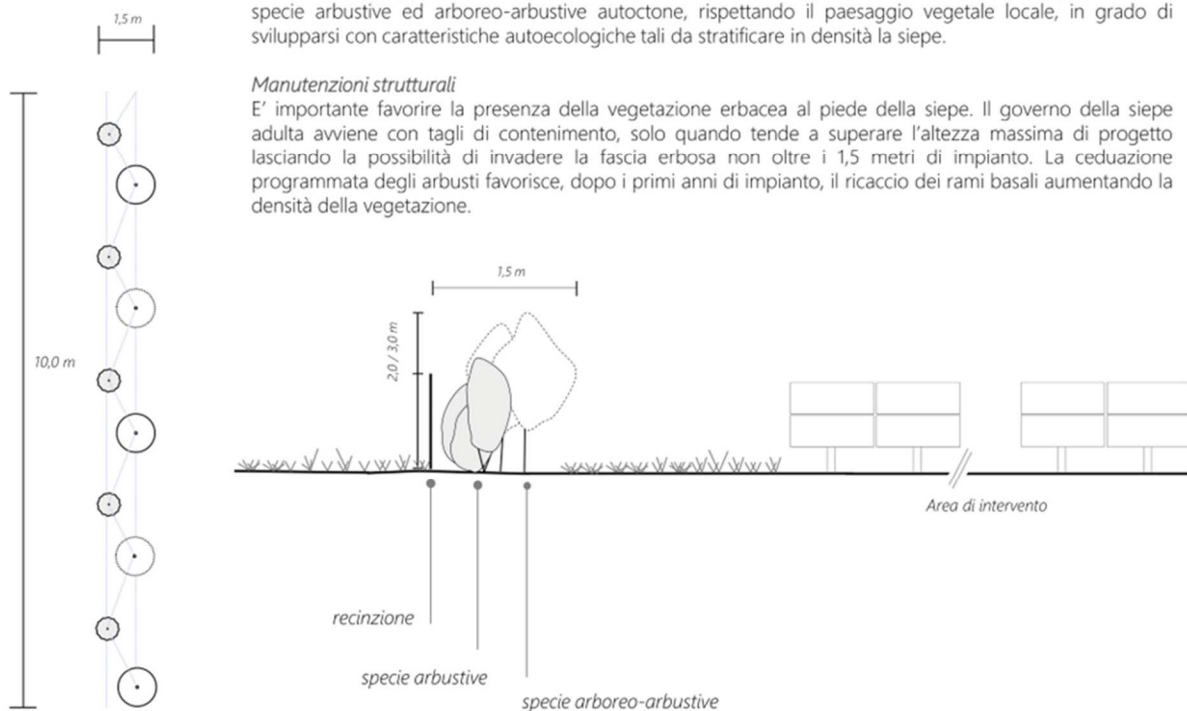 1,5 m
specie arbustive ed arboreo-arbustive autoctone, rispettando il paesaggio vegetale locale, in grado di
svilupparsi con caratteristiche autoecologiche tali da stratificare in densità la siepe.
Manutenzioni strutturali
E' importante favorire la presenza della vegetazione erbacea al piede della siepe. Il governo della siepe
adulta avviene con tagli di contenimento, solo quando tende a superare l'altezza massima di progetto
lasciando la possibilità di invadere la fascia erbosa non oltre i 1,5 metri di impianto. La ceduazione
programmata degli arbusti favorisce, dopo i primi anni di impianto, il ricaccio dei rami basali aumentando la
densità della vegetazione.
1,5 m
2,0 / 3,0 m
10,0 m
Area di intervento
recinzione
specie arbustive
specie arboreo-arbustive